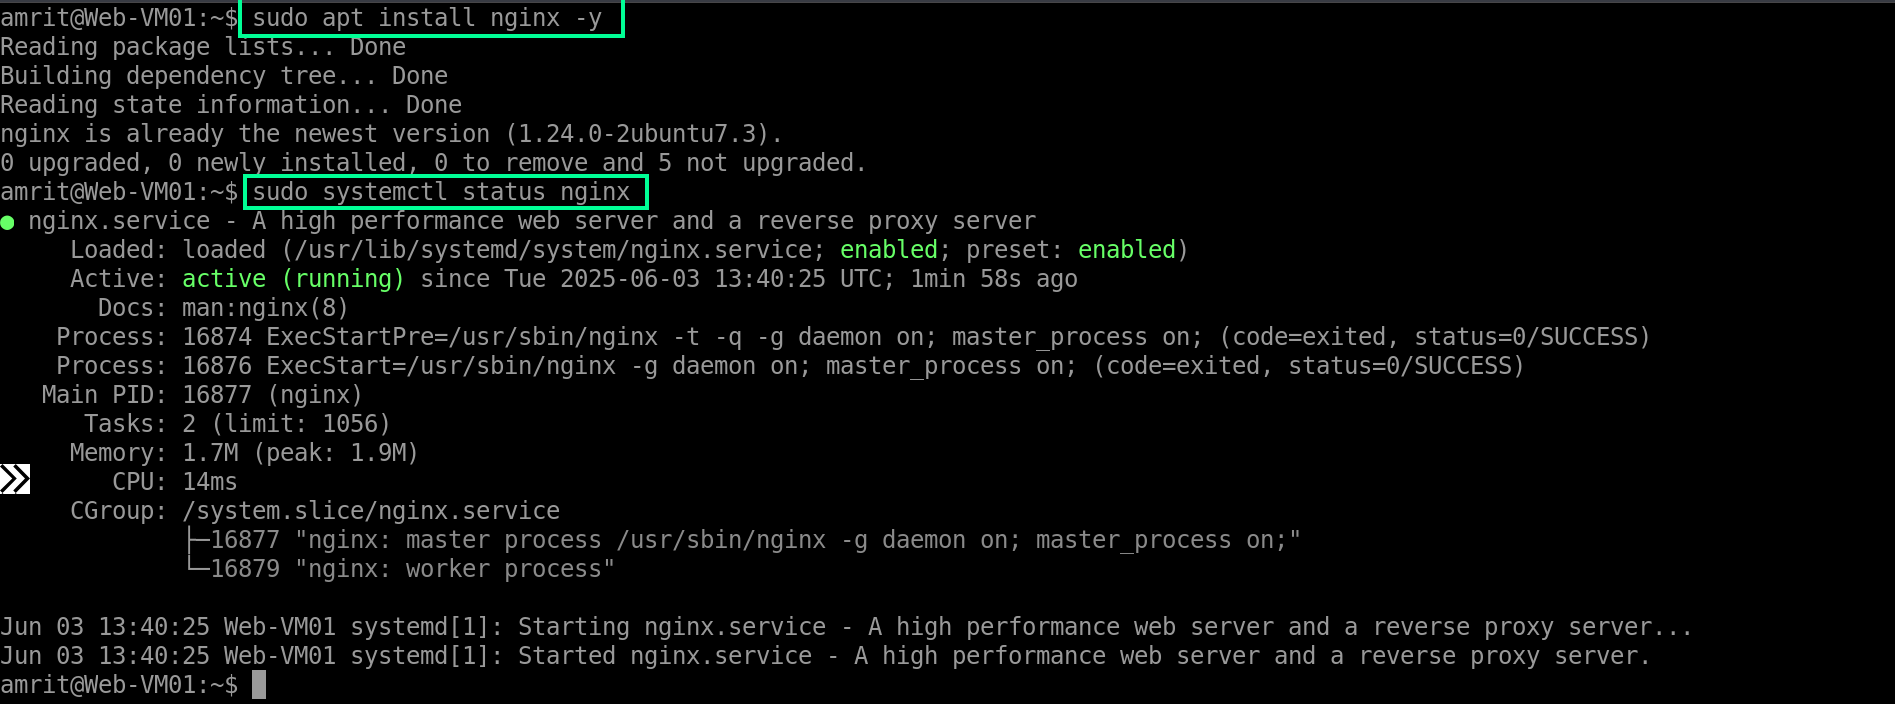 amrit@Web-VM01:~$ sudo apt install nginx -y
Reading package lists... Done
Building dependency tree... Done
Reading state information... Done
nginx is already the newest version (1.24.0-2ubuntu7.3).
0 upgraded, 0 newly installed, 0 to remove and 5 not upgraded.
amrit@Web-VM01:~$ sudo systemctl status nginx
● nginx.service - A high performance web server and a reverse proxy server
     Loaded: loaded (/usr/lib/systemd/system/nginx.service; enabled; preset: enabled)
     Active: active (running) since Tue 2025-06-03 13:40:25 UTC; 1min 58s ago
       Docs: man:nginx(8)
    Process: 16874 ExecStartPre=/usr/sbin/nginx -t -q -g daemon on; master_process on; (code=exited, status=0/SUCCESS)
    Process: 16876 ExecStart=/usr/sbin/nginx -g daemon on; master_process on; (code=exited, status=0/SUCCESS)
   Main PID: 16877 (nginx)
      Tasks: 2 (limit: 1056)
     Memory: 1.7M (peak: 1.9M)
        CPU: 14ms
     CGroup: /system.slice/nginx.service
             ├─16877 "nginx: master process /usr/sbin/nginx -g daemon on; master_process on;"
             └─16879 "nginx: worker process"
Jun 03 13:40:25 Web-VM01 systemd[1]: Starting nginx.service - A high performance web server and a reverse proxy server...
Jun 03 13:40:25 Web-VM01 systemd[1]: Started nginx.service - A high performance web server and a reverse proxy server.
amrit@Web-VM01:~$